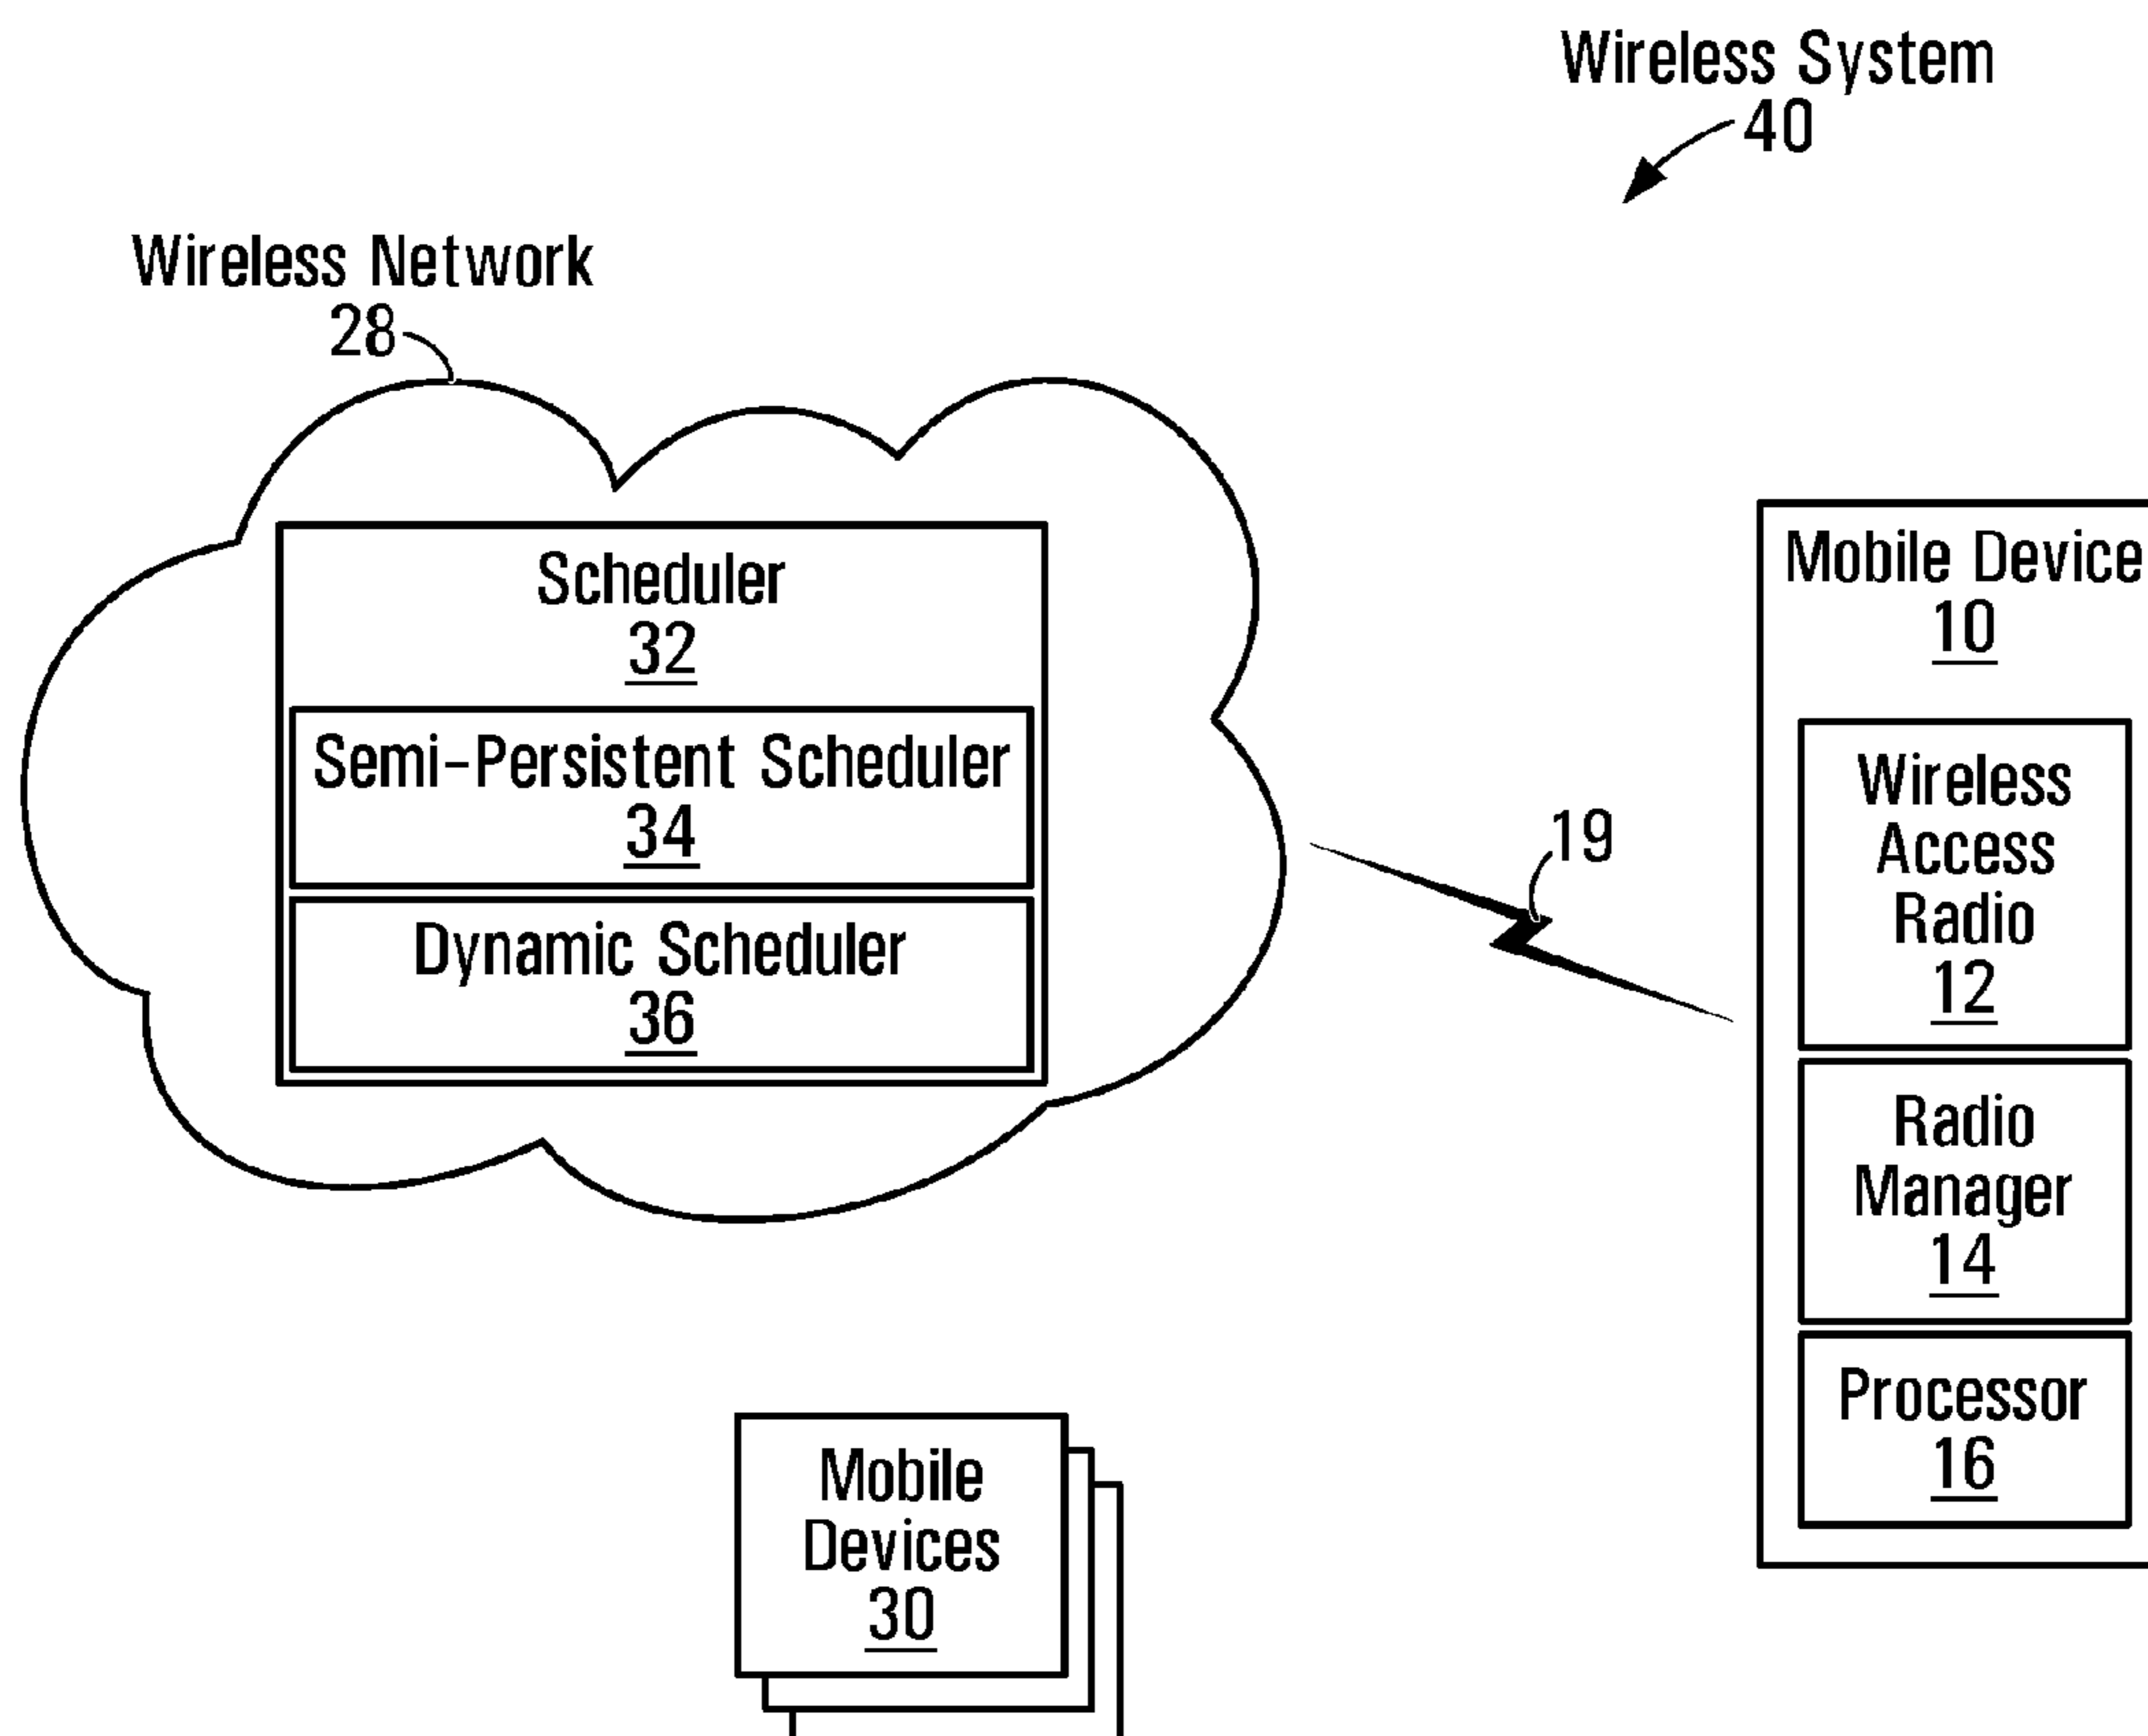 Wireless System
40
Wireless Network
28
Scheduler
32
Semi-Persistent Scheduler
34
Dynamic Scheduler
36
19
Mobile Device
10
Wireless
Access
Radio
12
Radio
Manager
14
Processor
16
Mobile
Devices
30